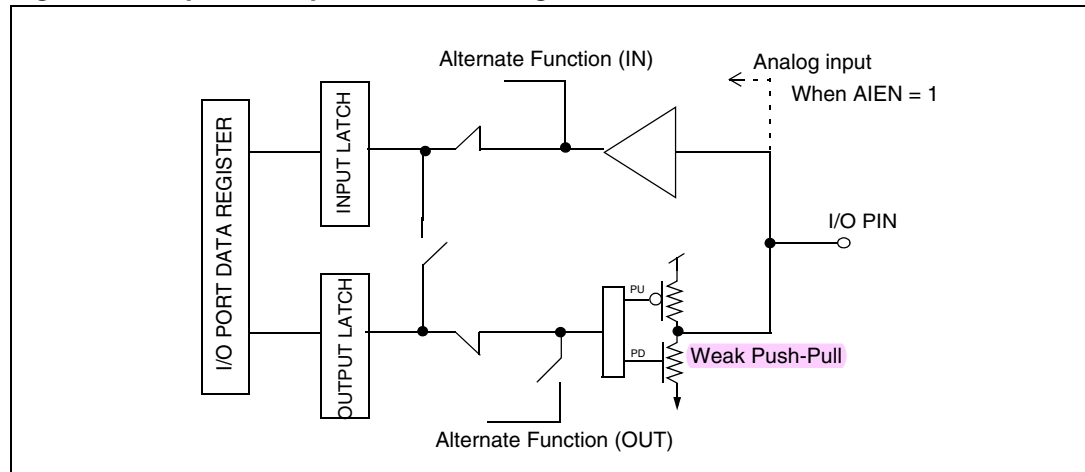 Alternate Function (IN)
Analog input
When AIEN = 1
I/O PORT DATA REGISTER
INPUT LATCH
I/O PIN
OUTPUT LATCH
PU
PD
Weak Push-Pull
Alternate Function (OUT)